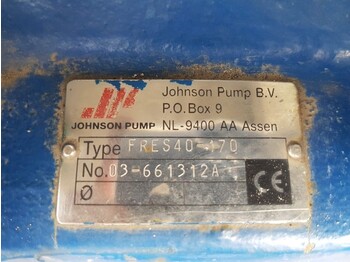 Johnson Pump B.V.
P.O. Box 9
JOHNSON PUMP NL-9400 AA Assen
Type FRES40-170
No. 03-661312A
Ø
CE